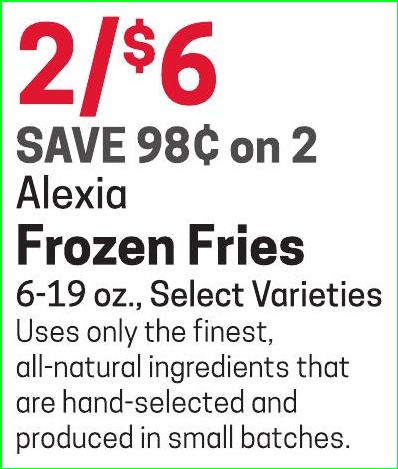 2/$6
SAVE 98¢ on 2
Alexia
Frozen Fries
6-19 oz., Select Varieties
Uses only the finest,
all-natural ingredients that
are hand-selected and
produced in small batches.